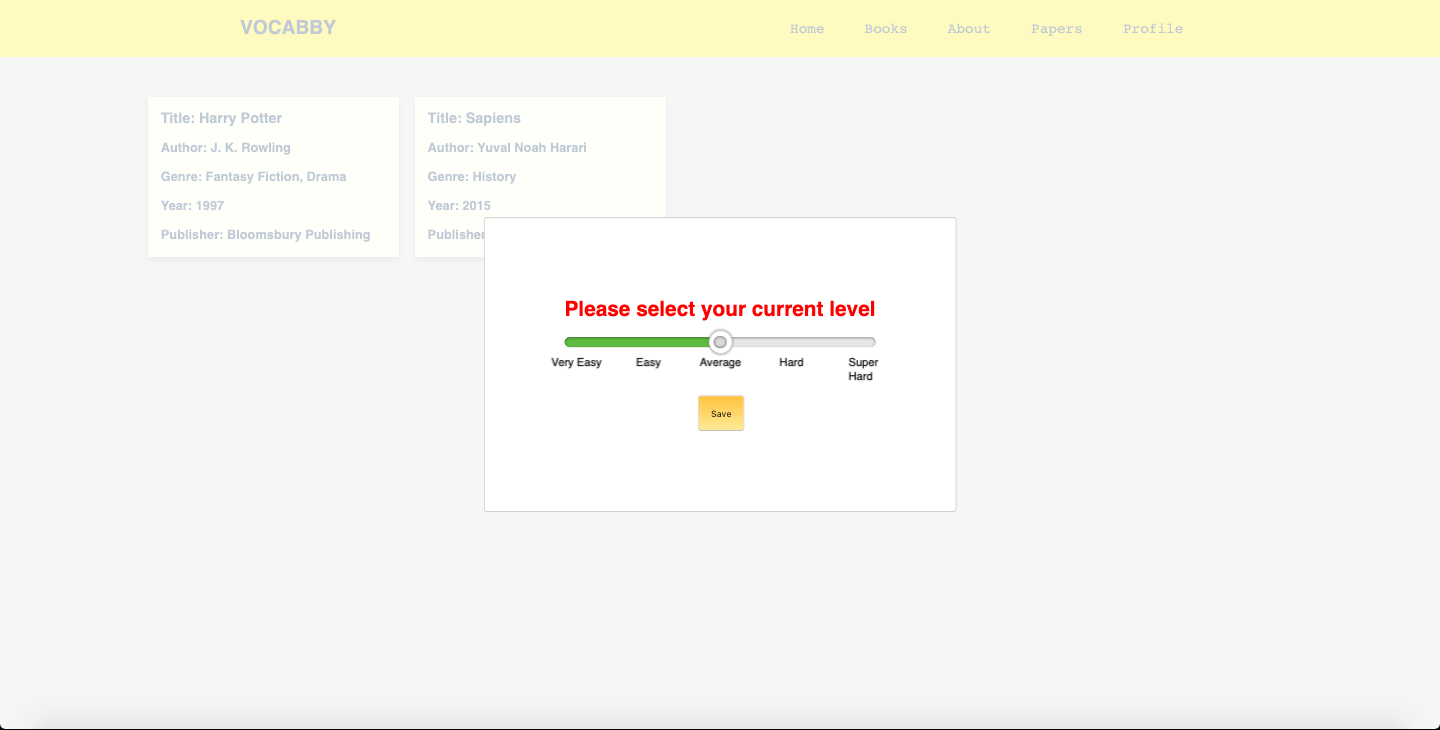 VOCABBY
Home Books About Papers Profile
Title: Harry Potter
Author: J. K. Rowling
Genre: Fantasy Fiction, Drama
Year: 1997
Publisher: Bloomsbury Publishing
Title: Sapiens
Author: Yuval Noah Harari
Genre: History
Year: 2015
Publisher
Please select your current level
Very Easy
Easy
Average
Hard
Super
Hard
Save